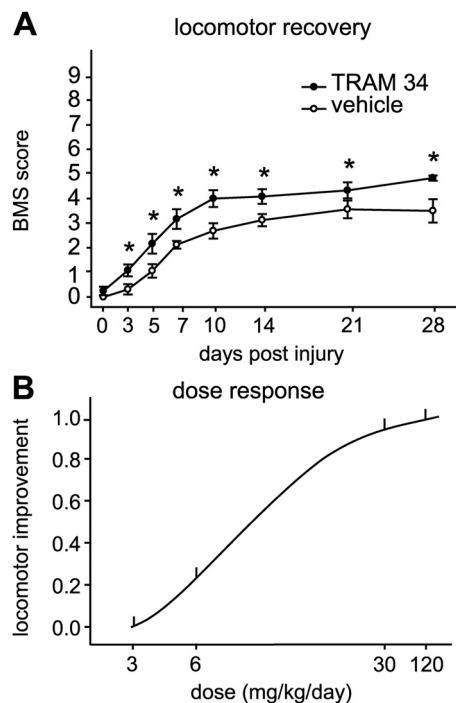 A
locomotor recovery
9
8
7
6
5
4
3
2
1
0
BMS score
TRAM 34
vehicle
* * * * * * *
0 3 5 7 10 14 21 28
days post injury
B
dose response
1.0
0.8
0.6
0.4
0.2
0.0
locomotor improvement
3 6 30 120
dose (mg/kg/day)